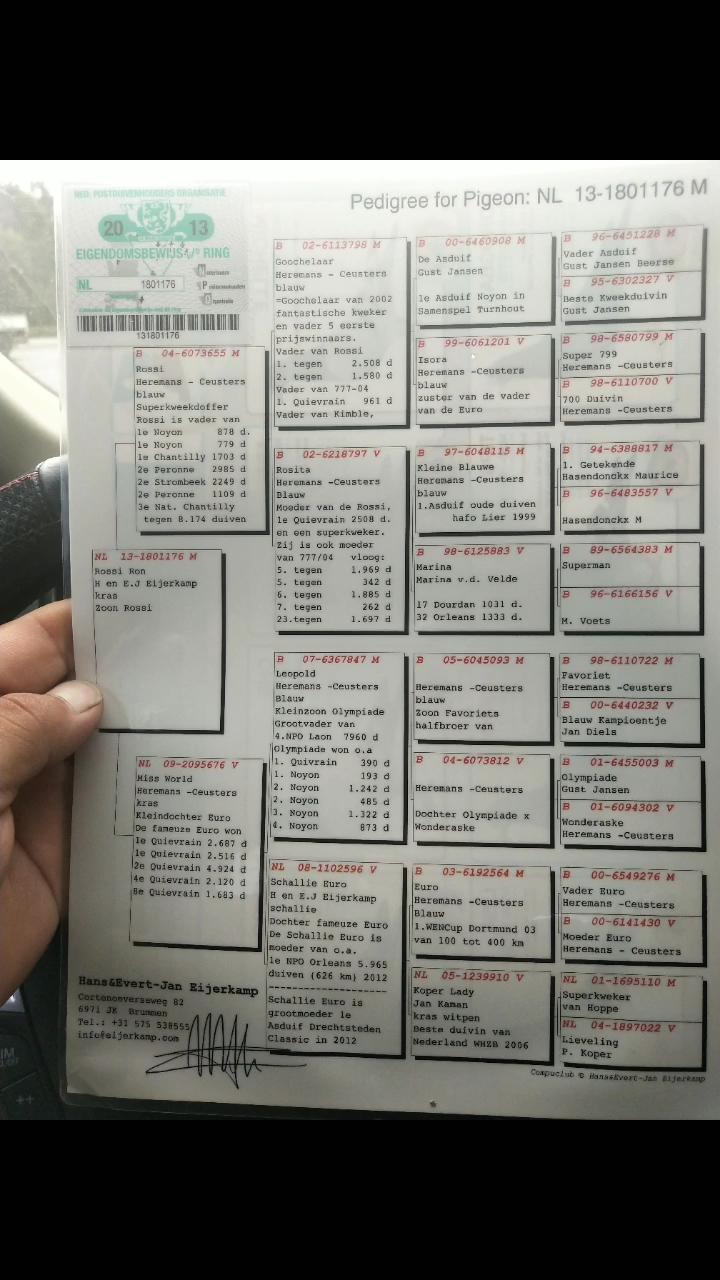 NED. POSTDUIVENHOUDERS ORGANISATIE
20 13
EIGENDOMSBEWIJS RING
NL 1801176
131801176
Pedigree for Pigeon: NL 13-1801176 M
NL 13-1801176 M
Rossi Ron
H en E.J Eijerkamp
kras
Zoon Rossi
B 04-6073655 M
Rossi
Heremans - Ceusters
blauw
Superkweekdoffer
Rossi is vader van
1e Noyon 878 d.
1e Noyon 779 d
1e Chantilly 1703 d
2e Peronne 2985 d
2e Strombeek 2249 d
2e Peronne 1109 d
3e Nat. Chantilly
tegen 8.174 duiven
NL 09-2095676 V
Miss World
Heremans -Ceusters
kras
Kleindochter Euro
De fameuze Euro won
1e Quievrain 2.687 d
1e Quievrain 2.516 d
2e Quievrain 4.924 d
4e Quievrain 2.120 d
8e Quievrain 1.683 d
B 02-6113798 M
Goochelaar
Heremans - Ceusters
blauw
=Goochelaar van 2002
fantastische kweker
en vader 5 eerste
prijswinnaars.
Vader van Rossi
1. tegen 2.508 d
2. tegen 1.580 d
Vader van 777-04
1. Quievrain 961 d
Vader van Kimble,
B 02-6218797 V
Rosita
Heremans -Ceusters
Blauw
Moeder van de Rossi,
1e Quievrain 2508 d.
en een superkweker.
Zij is ook moeder
van 777/04 vloog:
5. tegen 1.969 d
5. tegen 342 d
6. tegen 1.885 d
7. tegen 262 d
23.tegen 1.697 d
B 07-6367847 M
Leopold
Heremans -Ceusters
Blauw
Kleinzoon Olympiade
Grootvader van
4.NPO Laon 7960 d
Olympiade won o.a
1. Quivrain 390 d
1. Noyon 193 d
2. Noyon 1.242 d
2. Noyon 485 d
3. Noyon 1.322 d
4. Noyon 873 d
NL 08-1102596 V
Schallie Euro
H en E.J Eijerkamp
schallie
Dochter fameuze Euro
De Schallie Euro is
moeder van o.a.
1e NPO Orleans 5.965
duiven (626 km) 2012
--------------------
Schallie Euro is
grootmoeder 1e
Asduif Drechtsteden
Classic in 2012
B 00-6460908 M
De Asduif
Gust Jansen
1e Asduif Noyon in
Samenspel Turnhout
B 99-6061201 V
Isora
Heremans -Ceusters
blauw
zuster van de vader
van de Euro
B 97-6048115 M
Kleine Blauwe
Heremans -Ceusters
blauw
1.Asduif oude duiven
hafo Lier 1999
B 98-6125883 V
Marina
Marina v.d. Velde
17 Dourdan 1031 d.
32 Orleans 1333 d.
B 05-6045093 M
Heremans -Ceusters
blauw
Zoon Favoriets
halfbroer van
B 04-6073812 V
Heremans -Ceusters
Dochter Olympiade x
Wonderaske
B 03-6192564 M
Euro
Heremans -Ceusters
Blauw
1.WENCup Dortmund 03
van 100 tot 400 km
NL 05-1239910 V
Koper Lady
Jan Kaman
kras witpen
Beste duivin van
Nederland WHZB 2006
B 96-6451228 M
Vader Asduif
Gust Jansen Beerse
B 95-6302327 V
Beste Kweekduivin
Gust Jansen
B 98-6580799 M
Super 799
Heremans -Ceusters
B 98-6110700 V
700 Duivin
Heremans -Ceusters
B 94-6388817 M
1. Getekende
Hasendonckx Maurice
B 96-6483557 V
Hasendonckx M
B 89-6564383 M
Superman
B 96-6166156 V
M. Voets
B 98-6110722 M
Favoriet
Heremans -Ceusters
B 00-6440232 V
Blauw Kampioentje
Jan Diels
B 01-6455003 M
Olympiade
Gust Jansen
B 01-6094302 V
Wonderaske
Heremans -Ceusters
B 00-6549276 M
Vader Euro
Heremans -Ceusters
B 00-6141430 V
Moeder Euro
Heremans - Ceusters
NL 01-1695110 M
Superkweker
van Hoppe
NL 04-1897022 V
Lieveling
P. Koper
Hans&Evert-Jan Eijerkamp
Cortenoeverseweg 82
6971 JK Brummen
Tel.: +31 575 538555
info@eijerkamp.com
Compuclub © Hans&Evert-Jan Eijerkamp